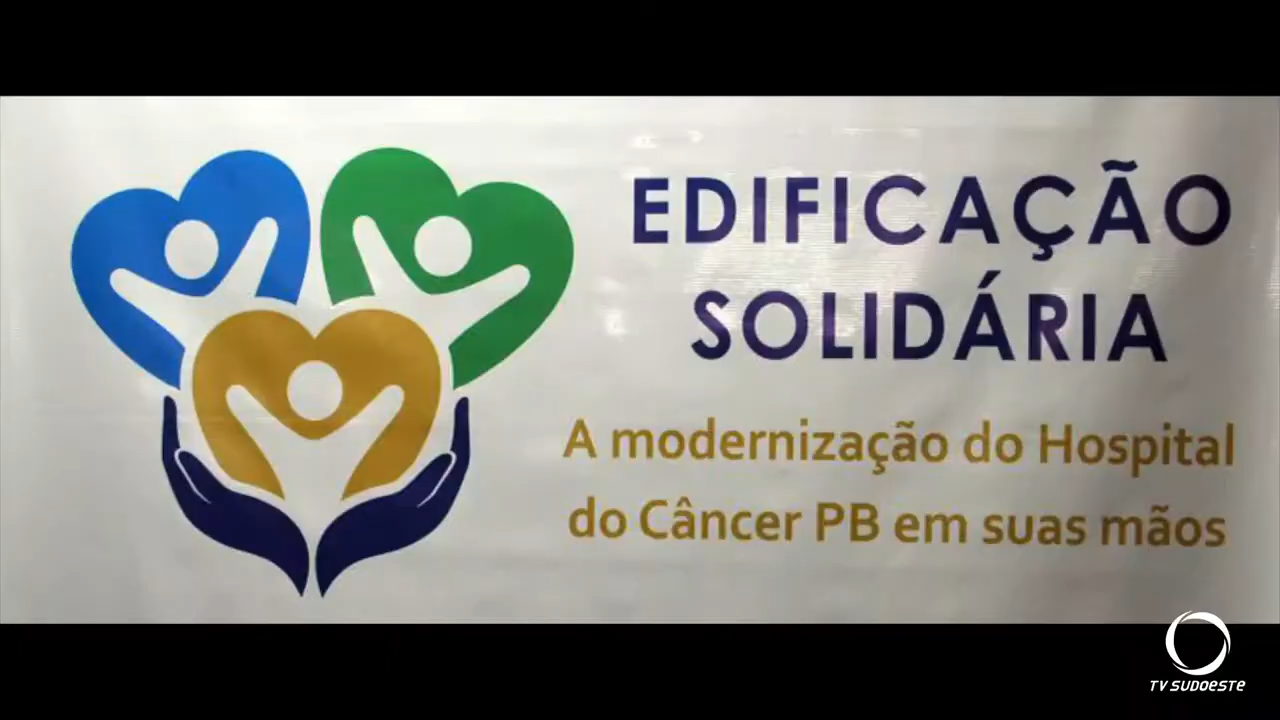 EDIFICAÇÃO
SOLIDÁRIA
A modernização do Hospital
do Câncer PB em suas mãos
TV SUDOESTE